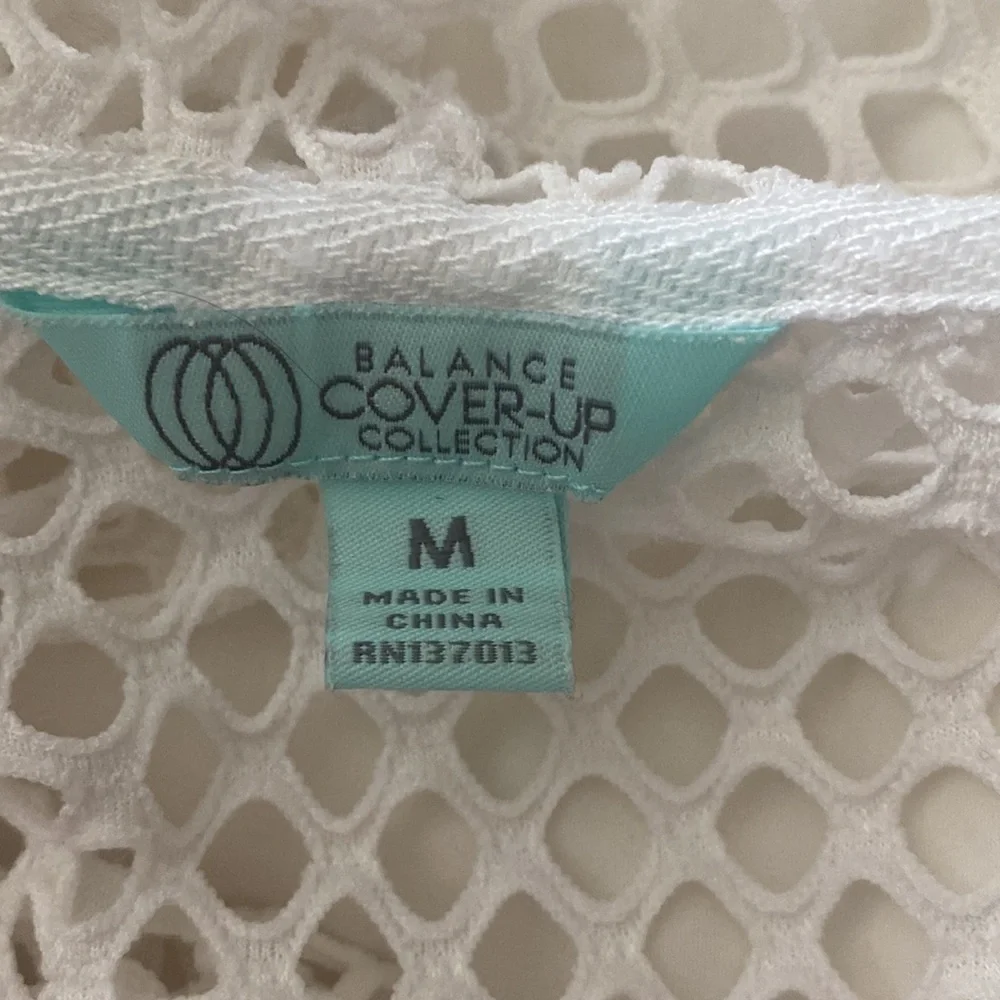 BALANCE
COVER-UP
COLLECTION
M
MADE IN
CHINA
RN137013